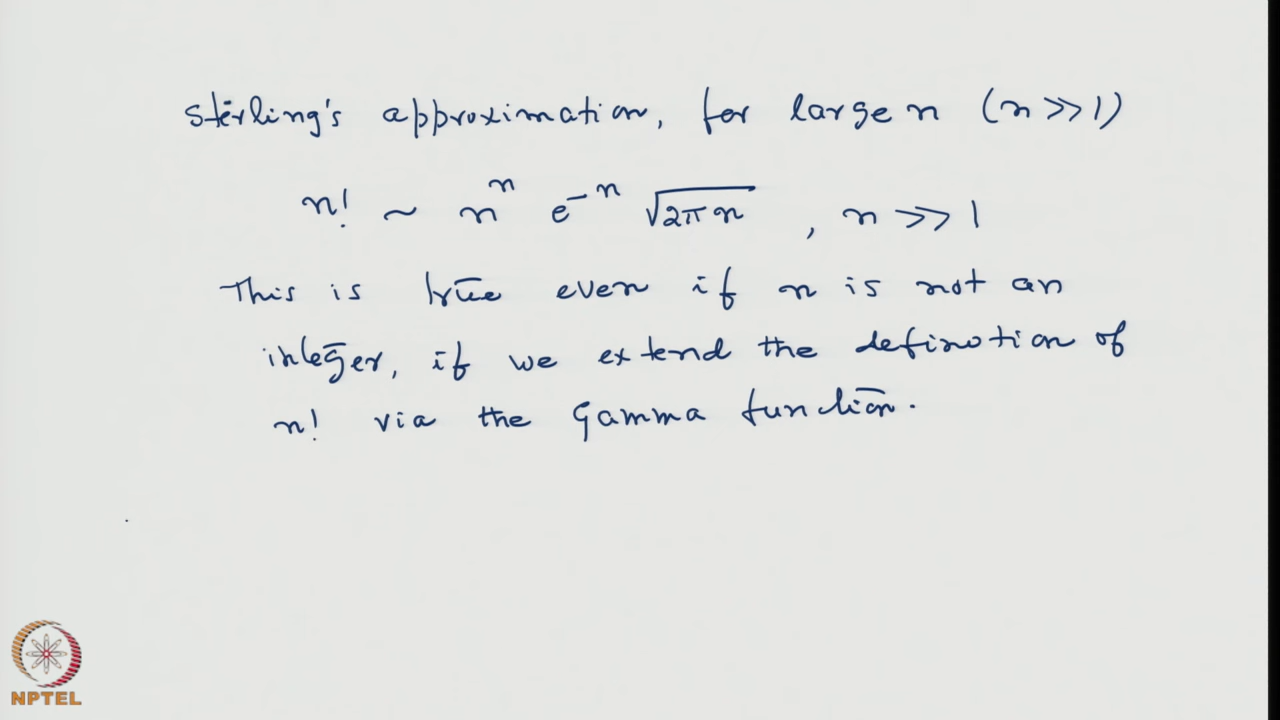 Stirling's approximation, for large n (n >> 1)
n! ~ n^n e^{-n} √(2πn) , n >> 1
This is true even if n is not an
integer, if we extend the definition of
n! via the Gamma function.
NPTEL